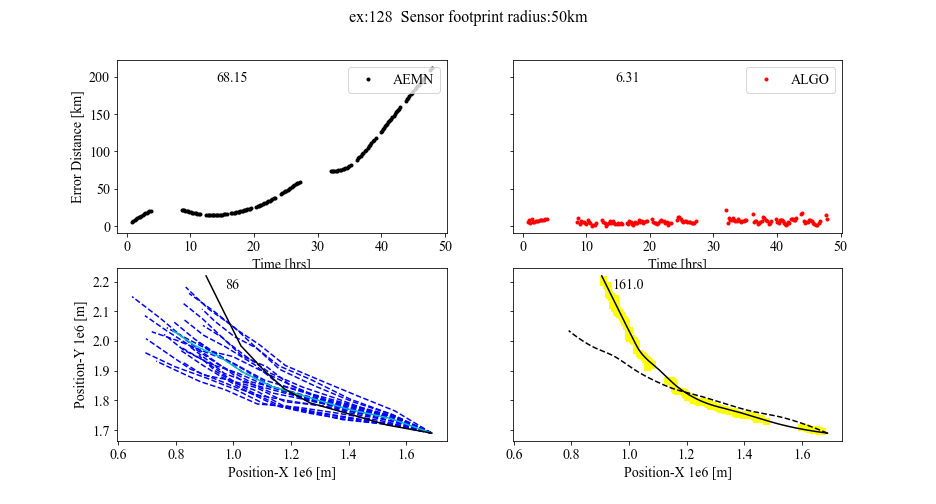 ex:128  Sensor footprint radius:50km
68.15
AEMN
6.31
ALGO
200
150
100
50
0
Error Distance [km]
0 10 20 30 40 50
0 10 20 30 40 50
Time [hrs]
Time [hrs]
86
161.0
2.2
2.1
2.0
1.9
1.8
1.7
Position-Y 1e6 [m]
0.6 0.8 1.0 1.2 1.4 1.6
0.6 0.8 1.0 1.2 1.4 1.6
Position-X 1e6 [m]
Position-X 1e6 [m]